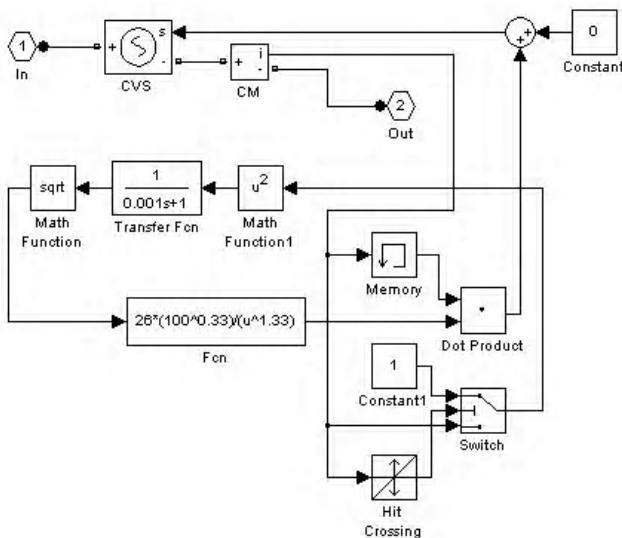 1
In
+
s
-
CVS
+
i
-
CM
2
Out
+
+
0
Constant
sqrt
Math
Function
1
0.001s+1
Transfer Fcn
u²
Math
Function1
Memory
26*(100^0.33)/(u^1.33)
Fcn
Dot Product
1
Constant1
Switch
Hit
Crossing